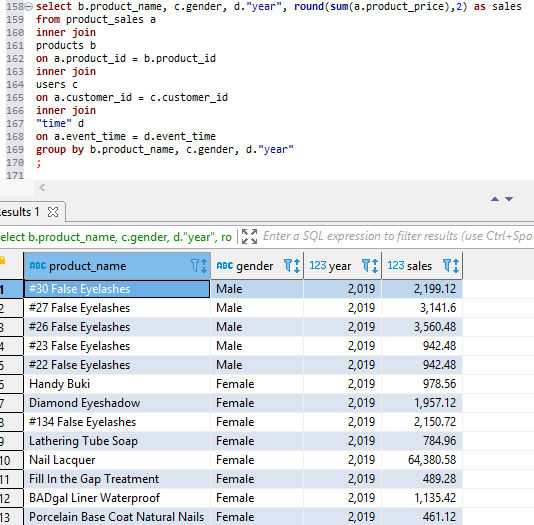 158 select b.product_name, c.gender, d."year", round(sum(a.product_price),2) as sales
159 from product_sales a
160 inner join
161 products b
162 on a.product_id = b.product_id
163 inner join
164 users c
165 on a.customer_id = c.customer_id
166 inner join
167 "time" d
168 on a.event_time = d.event_time
169 group by b.product_name, c.gender, d."year"
170 ;
171
esults 1
elect b.product_name, c.gender, d."year", ro Enter a SQL expression to filter results (use Ctrl+Spa
ABC product_name ABC gender 123 year 123 sales
1 #30 False Eyelashes Male 2,019 2,199.12
2 #27 False Eyelashes Male 2,019 3,141.6
3 #26 False Eyelashes Male 2,019 3,560.48
4 #23 False Eyelashes Male 2,019 942.48
5 #22 False Eyelashes Male 2,019 942.48
6 Handy Buki Female 2,019 978.56
7 Diamond Eyeshadow Female 2,019 1,957.12
8 #134 False Eyelashes Female 2,019 2,150.72
9 Lathering Tube Soap Female 2,019 784.96
10 Nail Lacquer Female 2,019 64,380.58
11 Fill In the Gap Treatment Female 2,019 489.28
12 BADgal Liner Waterproof Female 2,019 1,135.42
13 Porcelain Base Coat Natural Nails Female 2,019 461.12